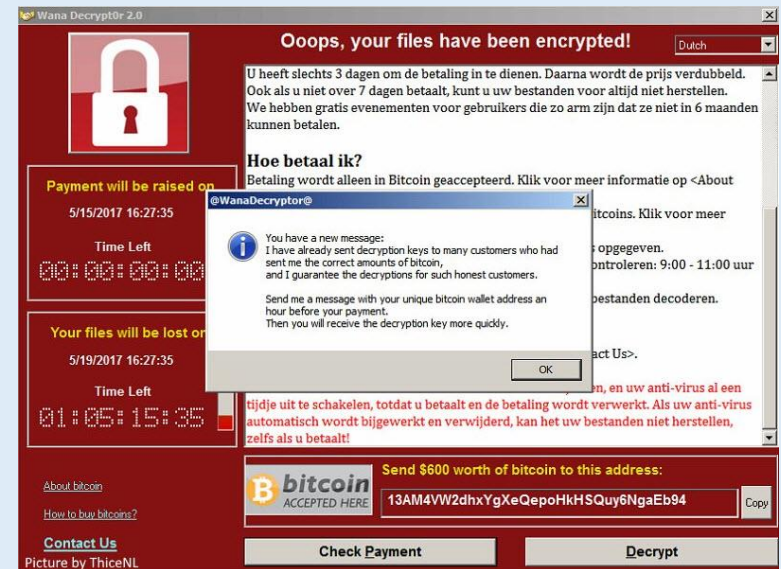 Wana Decrypt0r 2.0
Ooops, your files have been encrypted!
Dutch
U heeft slechts 3 dagen om de betaling in te dienen. Daarna wordt de prijs verdubbeld.
Ook als u niet over 7 dagen betaalt, kunt u uw bestanden voor altijd niet herstellen.
We hebben gratis evenementen voor gebruikers die zo arm zijn dat ze niet in 6 maanden
kunnen betalen.
Hoe betaal ik?
Betaling wordt alleen in Bitcoin geaccepteerd. Klik voor meer informatie op <About
itcoins. Klik voor meer
opgegeven.
ontroleren: 9:00 - 11:00 uur
bestanden decoderen.
act Us>.
en, en uw anti-virus al een
tijdje uit te schakelen, totdat u betaalt en de betaling wordt verwerkt. Als uw anti-virus
automatisch wordt bijgewerkt en verwijderd, kan het uw bestanden niet herstellen,
zelfs als u betaalt!
@WanaDecryptor@
You have a new message:
I have already sent decryption keys to many customers who had
sent me the correct amounts of bitcoin,
and I guarantee the decryptions for such honest customers.
Send me a message with your unique bitcoin wallet address an
hour before your payment.
Then you will receive the decryption key more quickly.
OK
Payment will be raised on
5/15/2017 16:27:35
Time Left
00:00:00:00
Your files will be lost on
5/19/2017 16:27:35
Time Left
01:05:15:35
About bitcoin
How to buy bitcoins?
Contact Us
Picture by ThiceNL
bitcoin
ACCEPTED HERE
Send $600 worth of bitcoin to this address:
13AM4VW2dhxYgXeQepoHkHSQuy6NgaEb94
Copy
Check Payment
Decrypt